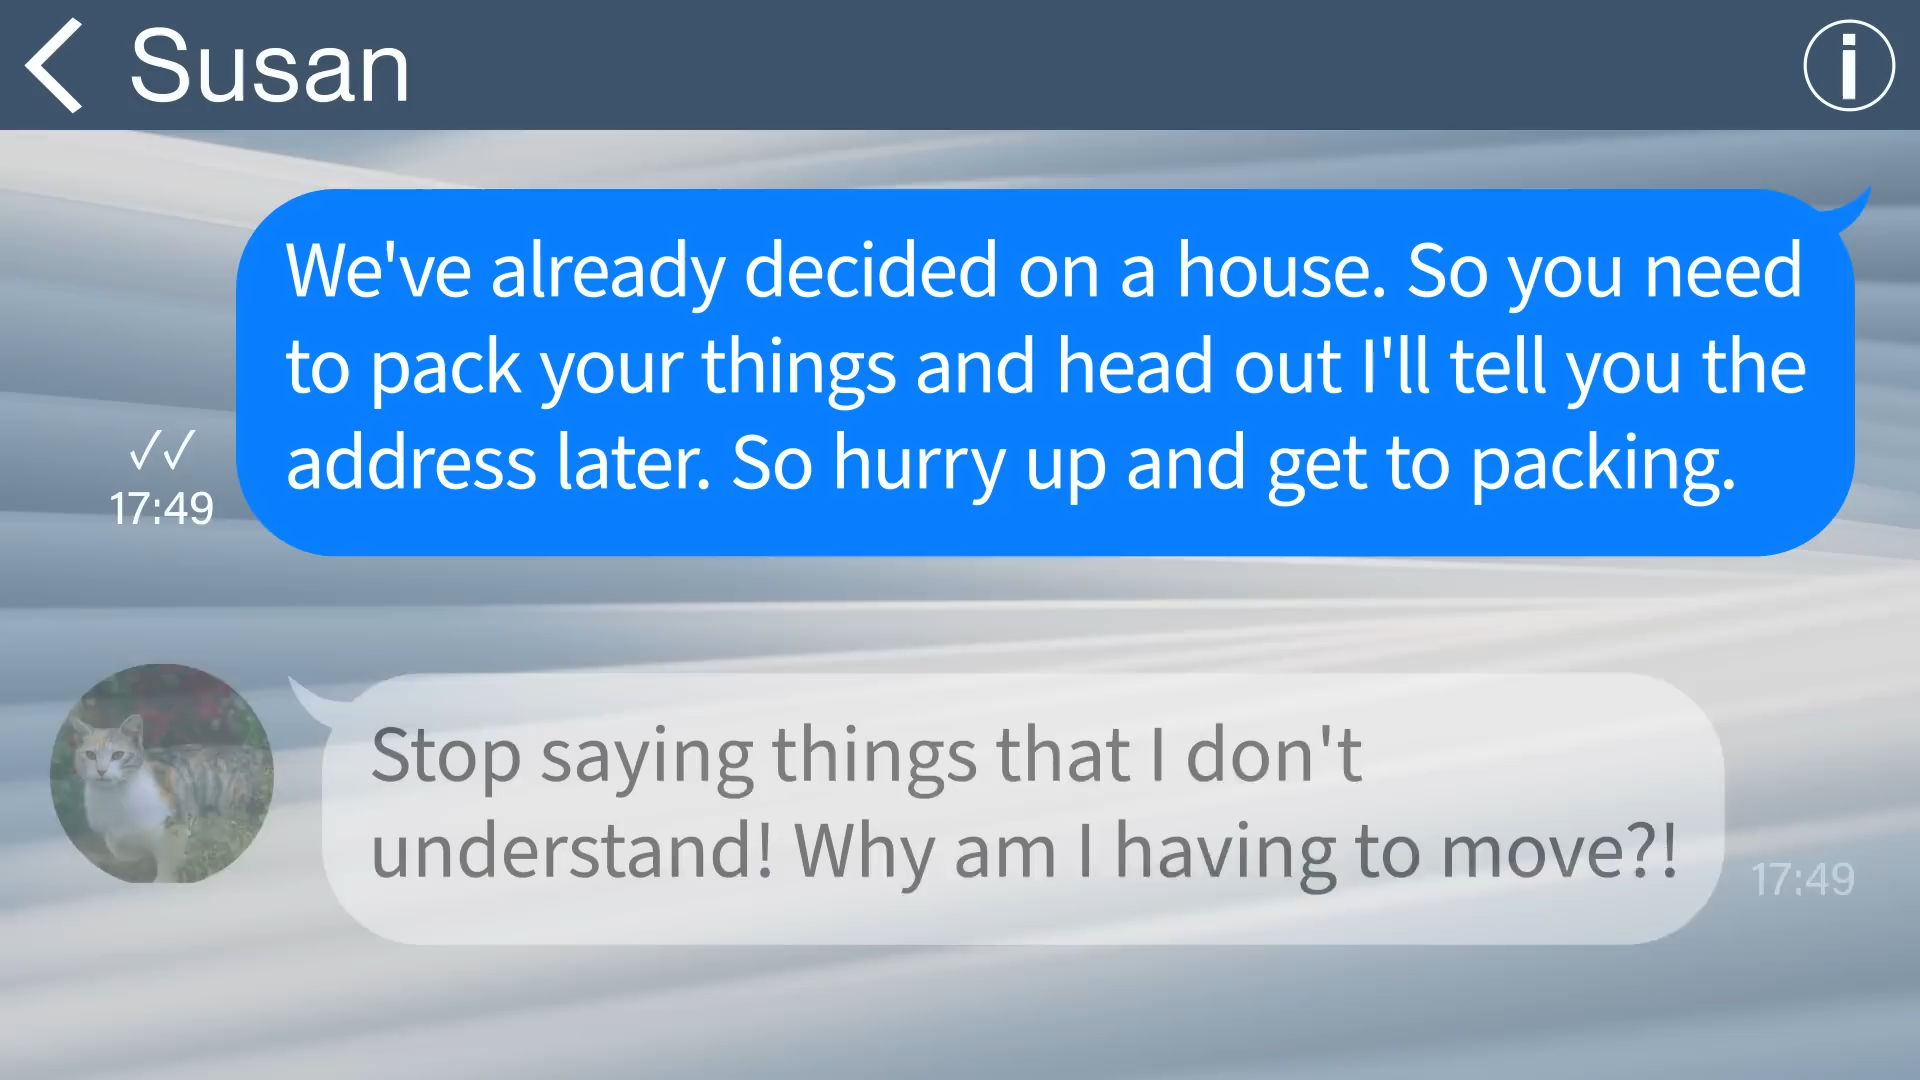 Susan
We've already decided on a house. So you need
to pack your things and head out I'll tell you the
address later. So hurry up and get to packing.
17:49
Stop saying things that I don't
understand! Why am I having to move?!
17:49